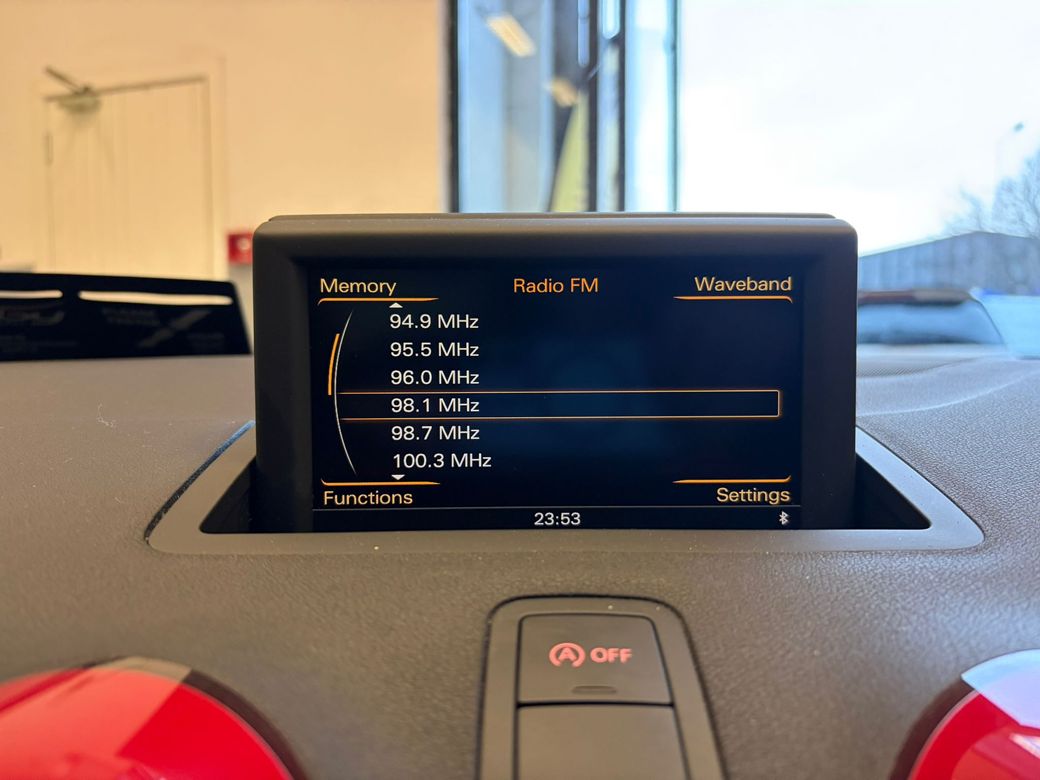 Memory Radio FM Waveband
94.9 MHz
95.5 MHz
96.0 MHz
98.1 MHz
98.7 MHz
100.3 MHz
Functions Settings
23:53
A OFF